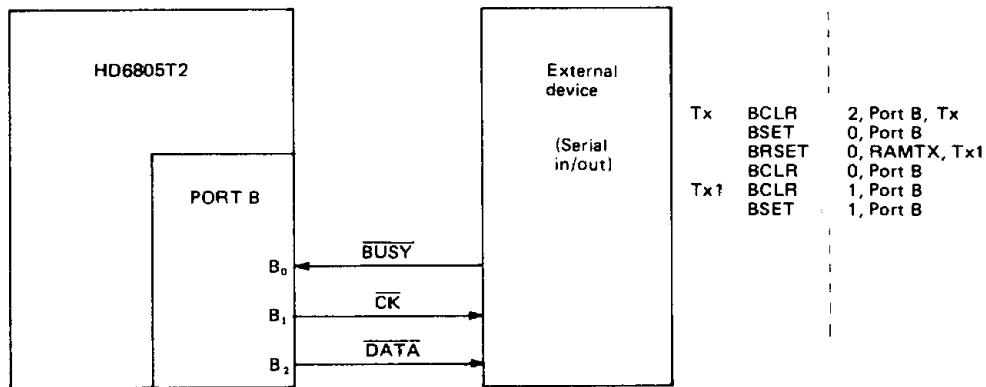 HD6805T2
PORT B
B0
B1
B2
BUSY
CK
DATA
External
device
(Serial
in/out)
Tx BCLR 2, Port B, Tx
BSET 0, Port B
BRSET 0, RAMTX, Tx1
BCLR 0, Port B
Tx1 BCLR 1, Port B
BSET 1, Port B